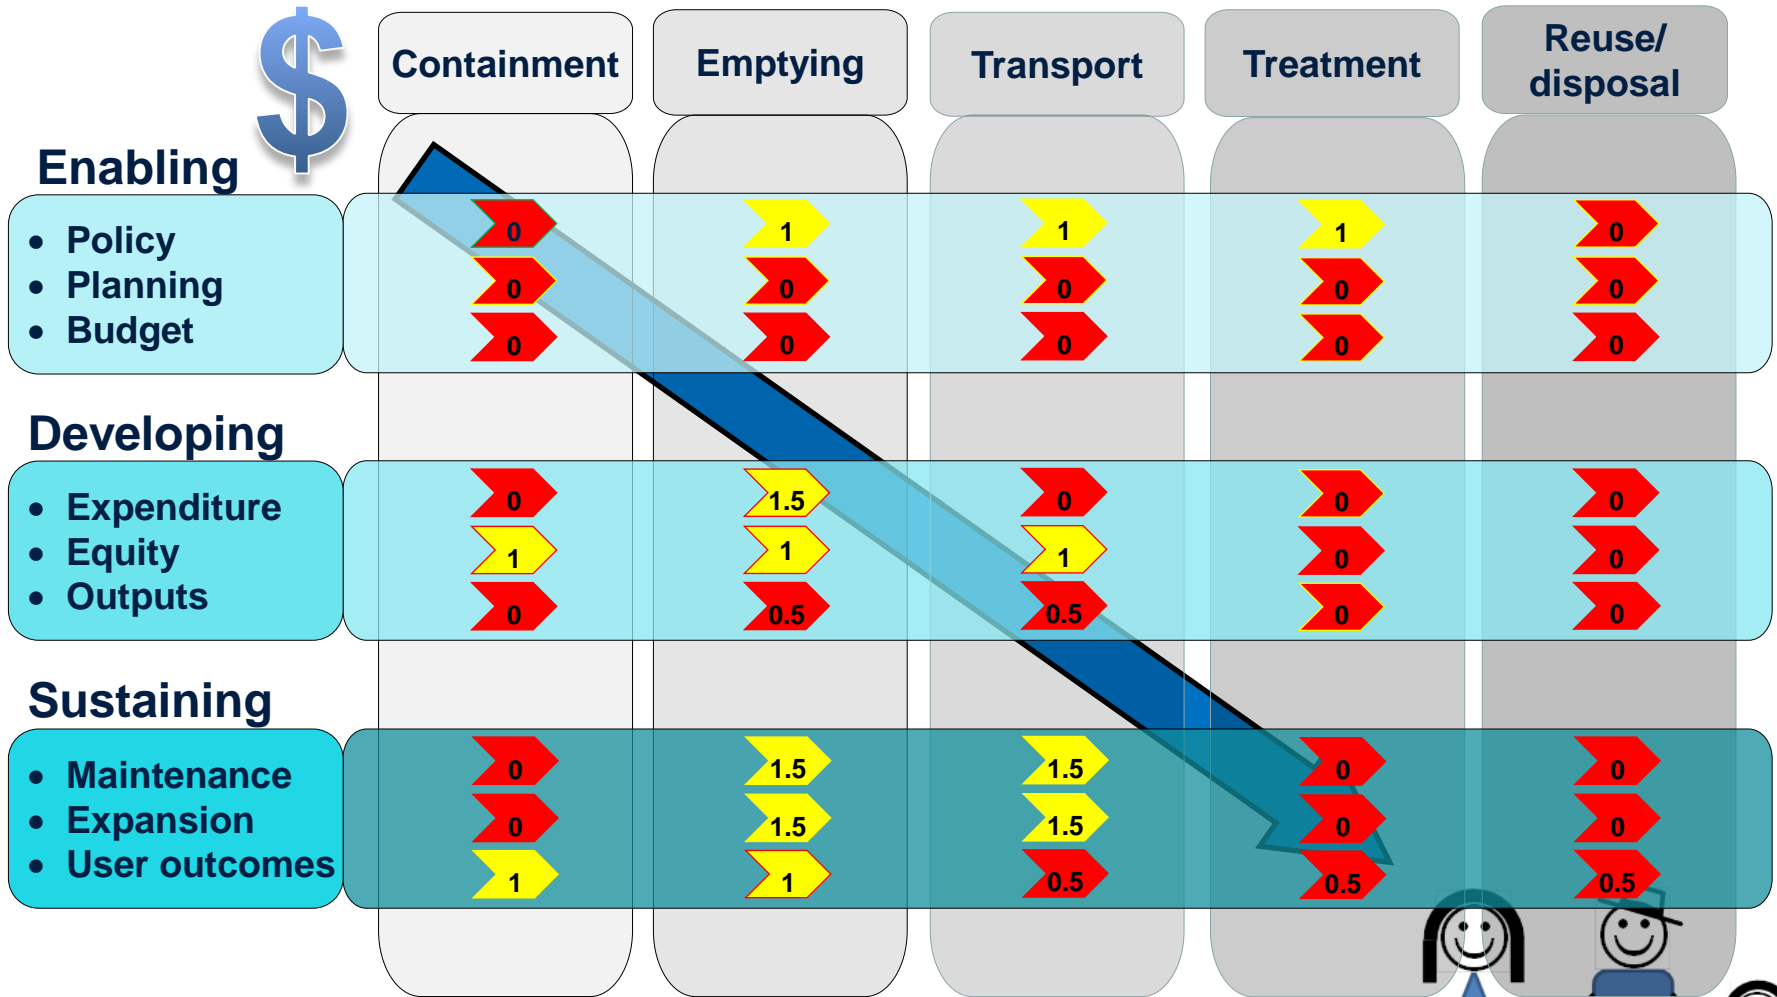 $
Containment
Emptying
Transport
Treatment
Reuse/
disposal
Enabling
• Policy
• Planning
• Budget
0 1 1 1 0
0 0 0 0 0
0 0 0 0 0
Developing
• Expenditure
• Equity
• Outputs
0 1.5 0 0 0
1 1 1 0 0
0 0.5 0.5 0 0
Sustaining
• Maintenance
• Expansion
• User outcomes
0 1.5 1.5 0 0
0 1.5 1.5 0 0
1 1 0.5 0.5 0.5